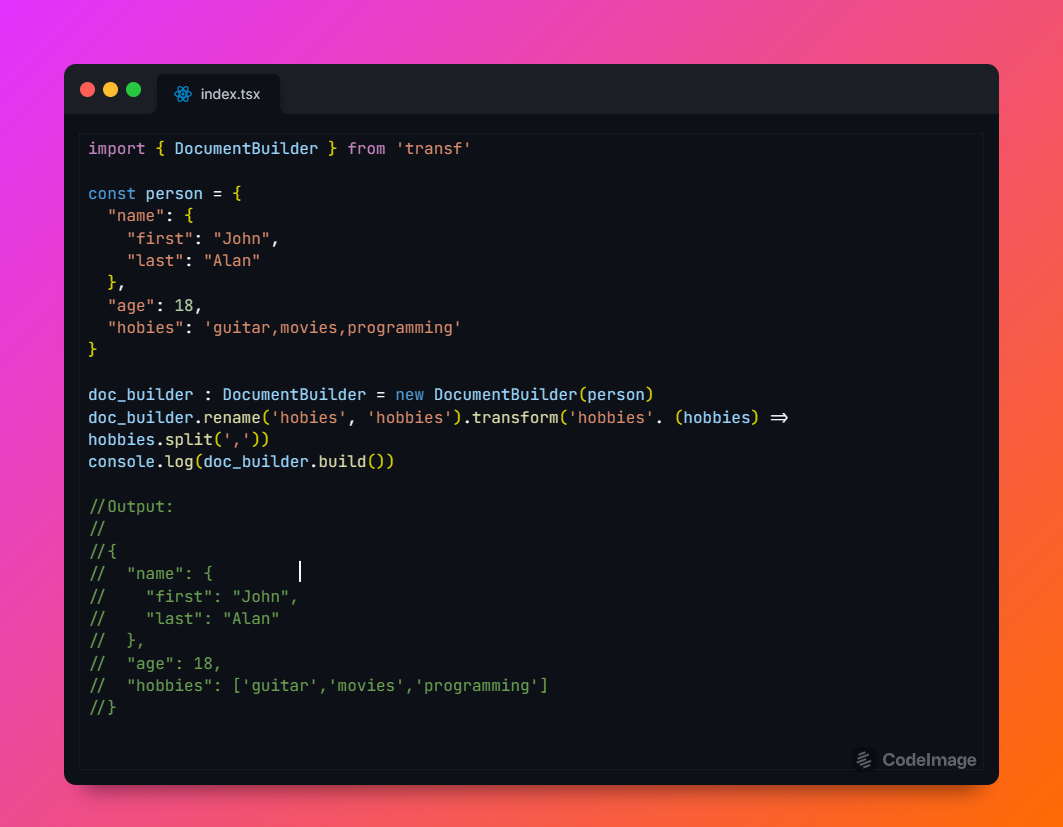 index.tsx
import { DocumentBuilder } from 'transf'
const person = {
  "name": {
    "first": "John",
    "last": "Alan"
  },
  "age": 18,
  "hobies": 'guitar,movies,programming'
}
doc_builder : DocumentBuilder = new DocumentBuilder(person)
doc_builder.rename('hobies', 'hobbies').transform('hobbies'. (hobbies) =>
hobbies.split(','))
console.log(doc_builder.build())
//Output:
//
//{
//  "name": {
//    "first": "John",
//    "last": "Alan"
//  },
//  "age": 18,
//  "hobbies": ['guitar','movies','programming']
//}
CodeImage